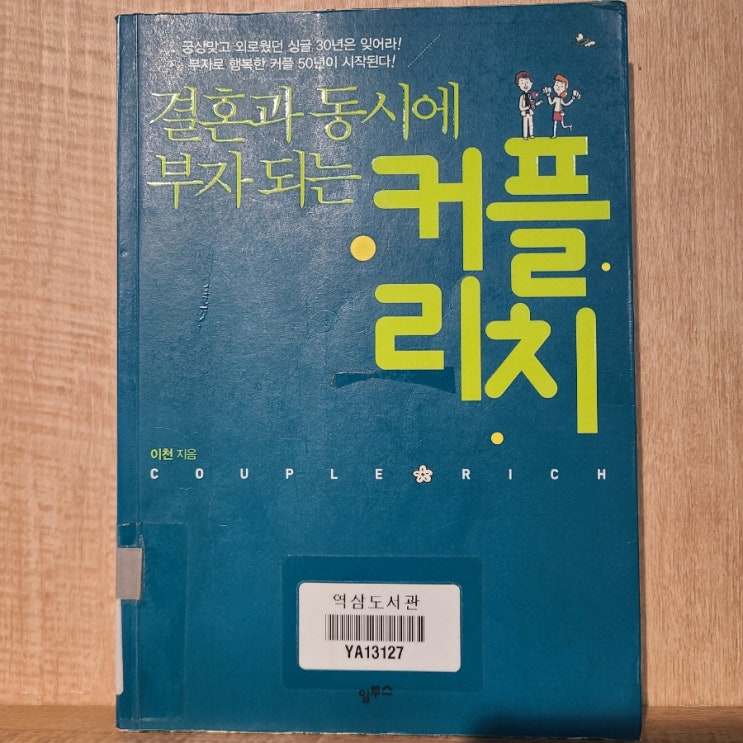 궁상맞고 외로웠던 싱글 30년은 잊어라!
부자로 행복한 커플 50년이 시작된다!
결혼과 동시에
부자 되는
커플
리치
이천 지음
COUPLE RICH
역삼도서관
YA13127
이투스